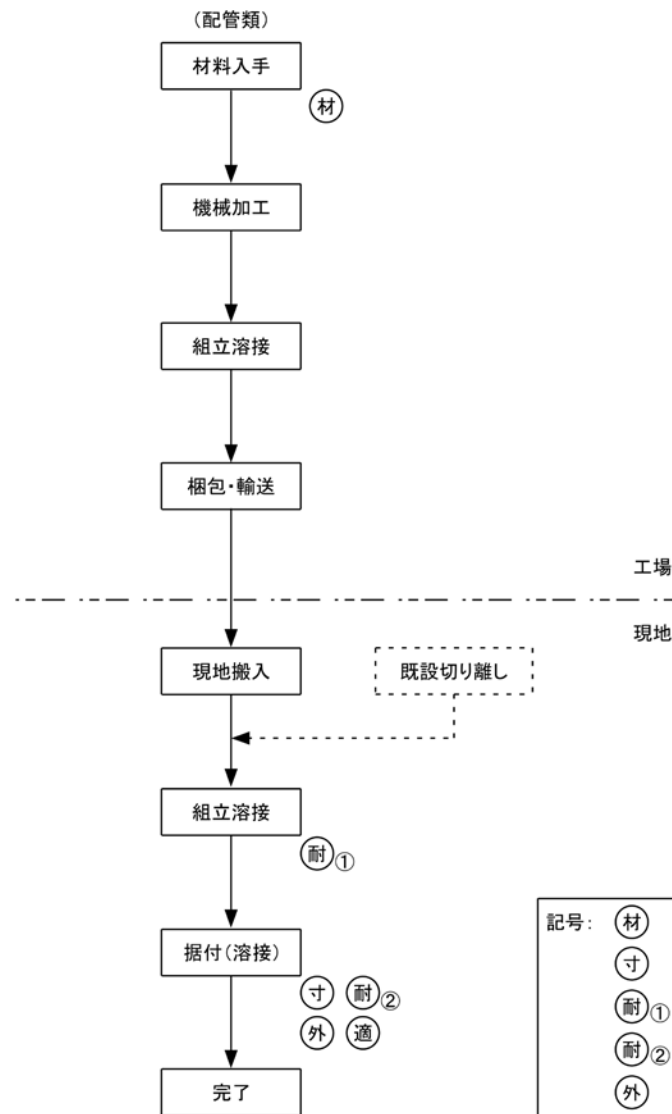 (配管類)
材料入手
材
機械加工
組立溶接
梱包・輸送
工場
現地
現地搬入
既設切り離し
組立溶接
耐①
据付(溶接)
寸 耐②
外 適
完了
記号: 材
寸
耐①
耐②
外